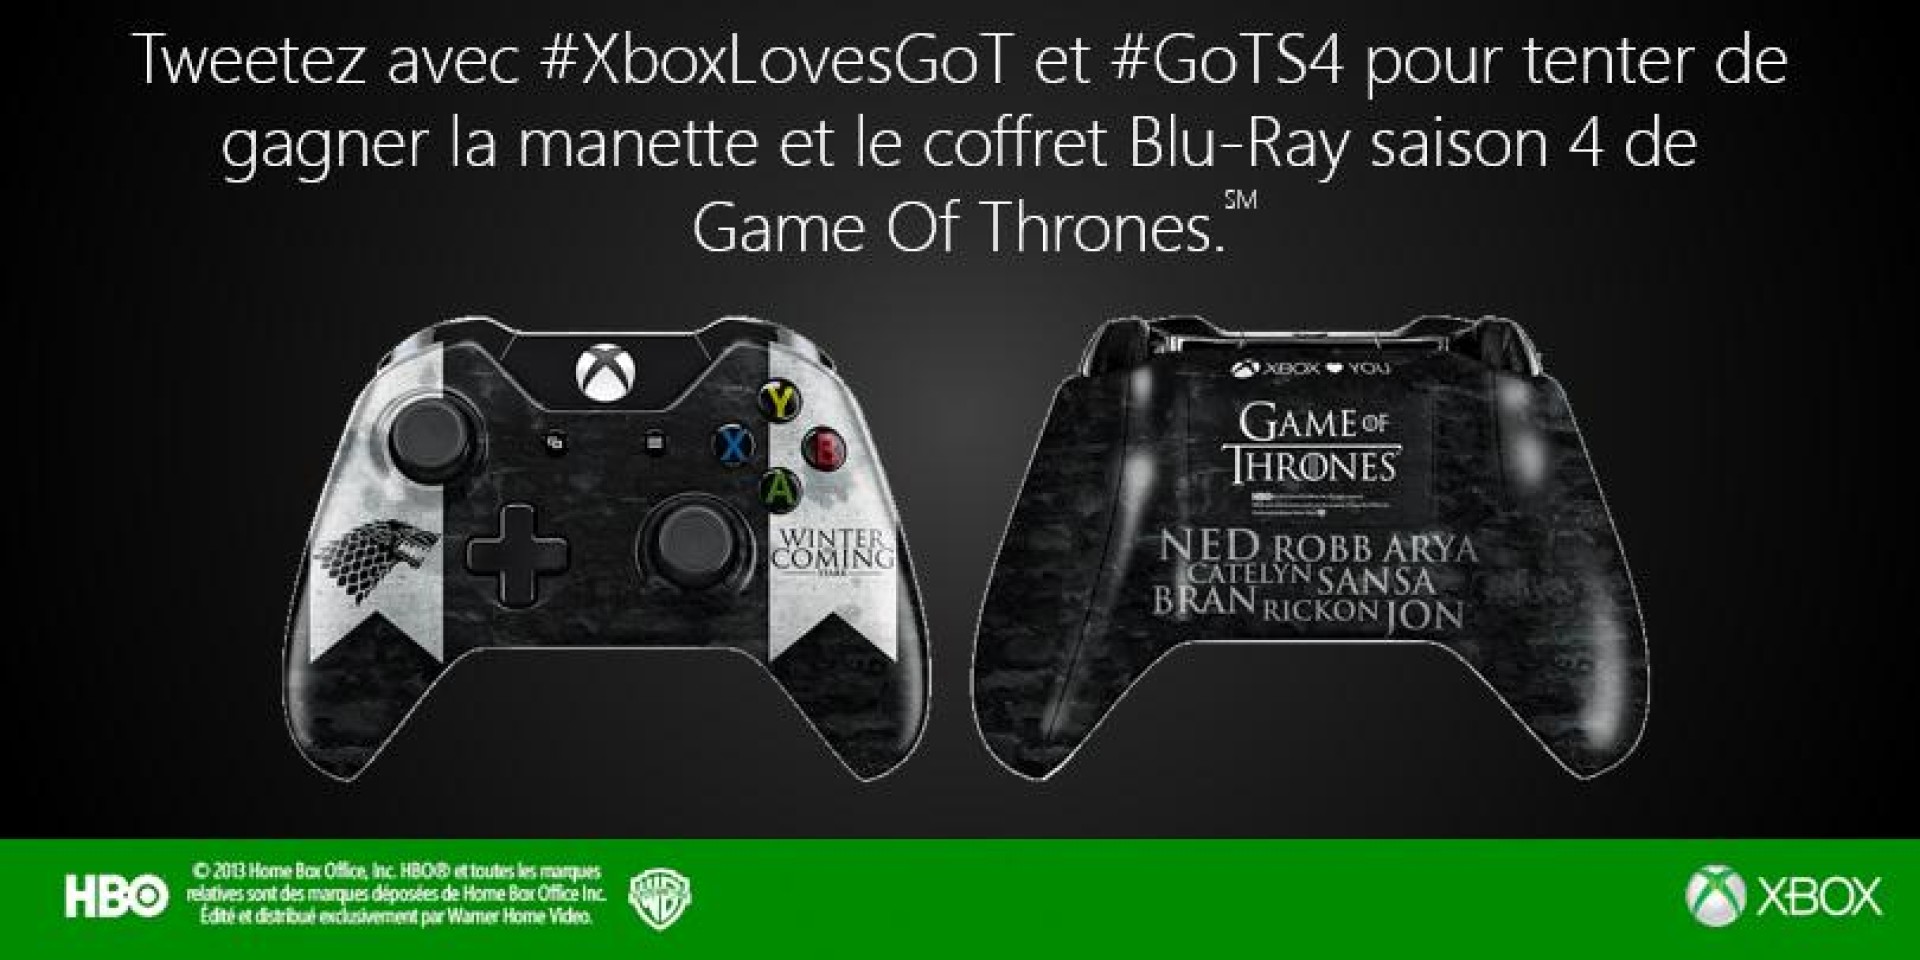 Tweetez avec #XboxLovesGoT et #GoTS4 pour tenter de
gagner la manette et le coffret Blu-Ray saison 4 de
Game Of Thrones.℠
Y
X
B
A
WINTER
COMING
XBOX ❤ YOU
GAME OF
THRONES
HBO
NED ROBB ARYA
CATELYN SANSA
BRAN RICKON JON
HBO
© 2013 Home Box Office, Inc. HBO® et toutes les marques
relatives sont des marques déposées de Home Box Office Inc.
Édité et distribué exclusivement par Warner Home Video.
WB
XBOX